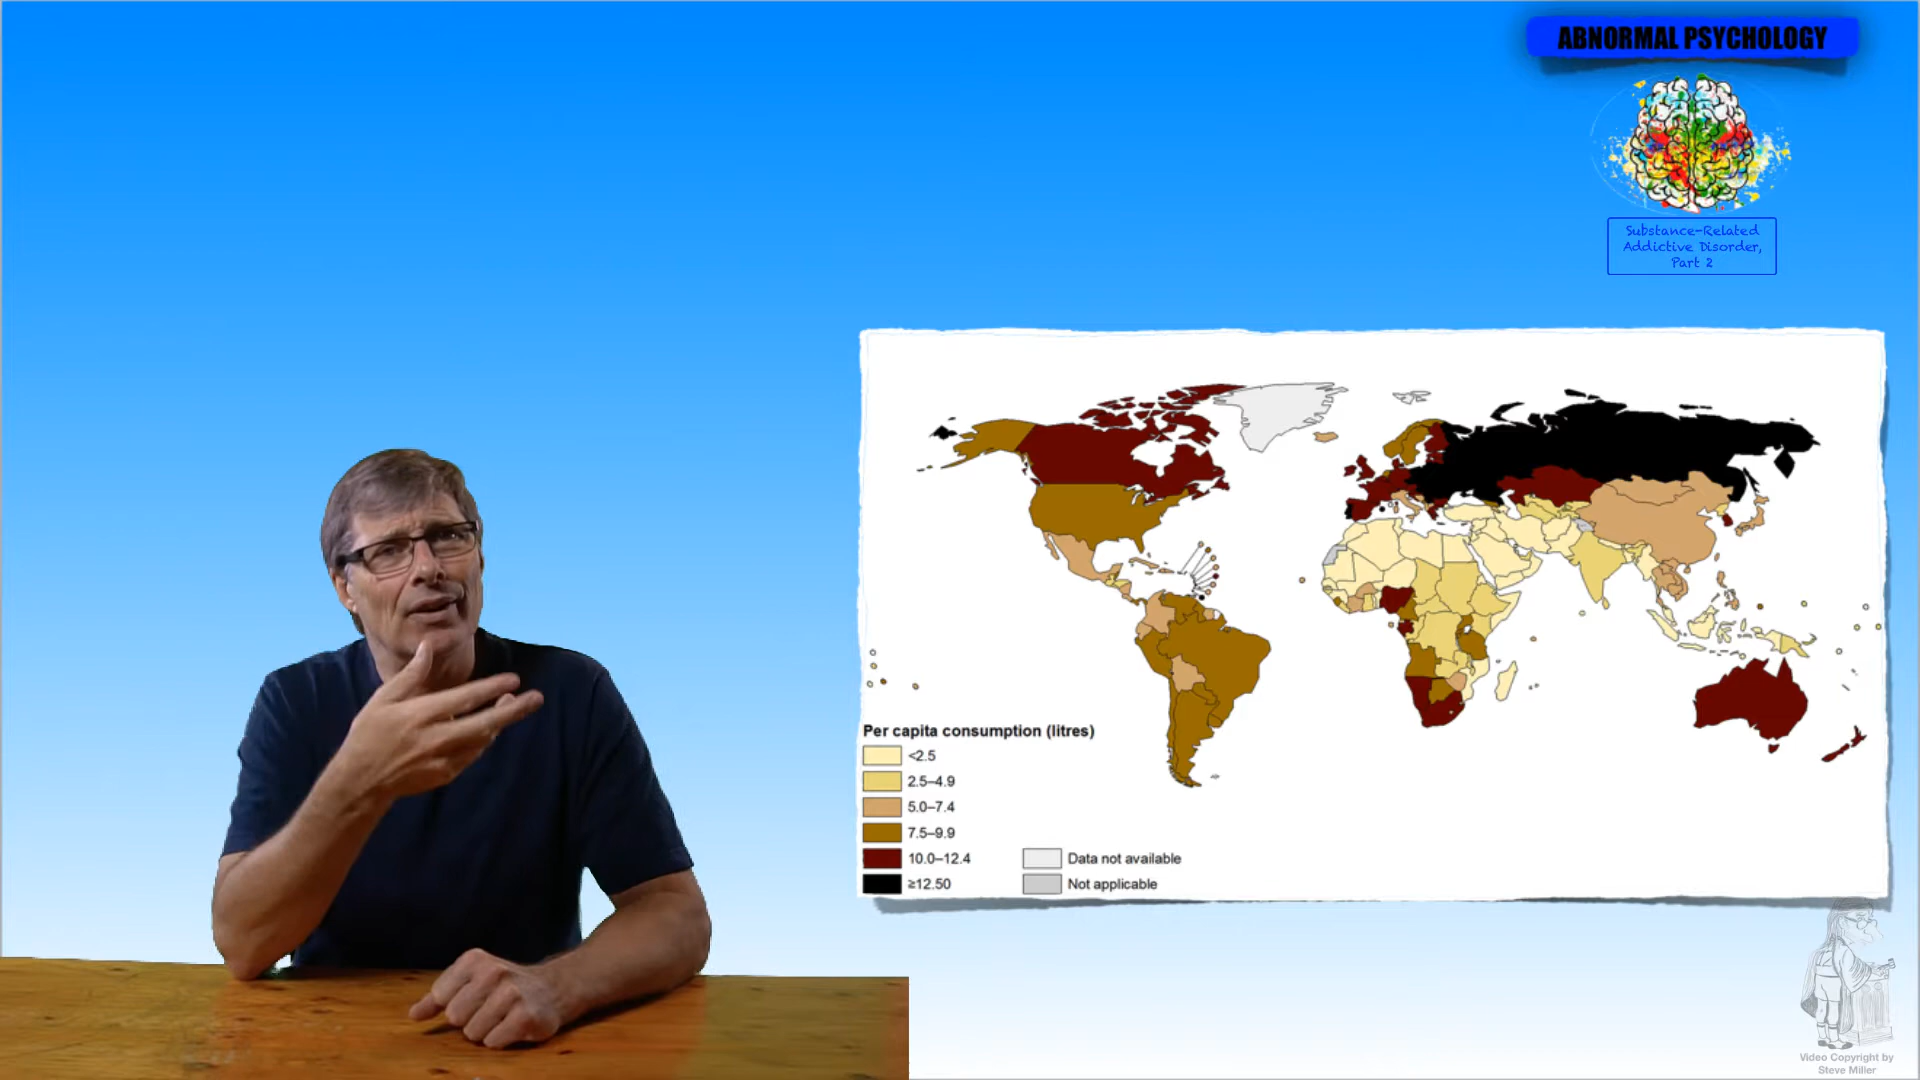 ABNORMAL PSYCHOLOGY
Substance-Related
Addictive Disorder,
Part 2
Per capita consumption (litres)
<2.5
2.5–4.9
5.0–7.4
7.5–9.9
10.0–12.4
≥12.50
Data not available
Not applicable
Video Copyright by
Steve Miller